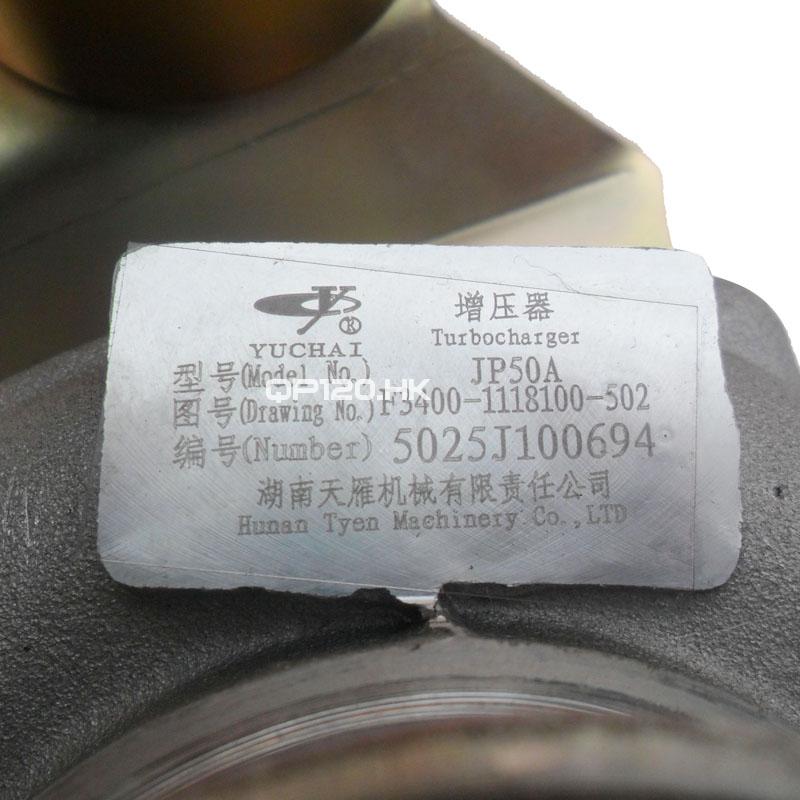 增压器
Turbocharger
YUCHAI
型号(Model No.) JP50A
QP120.HK
图号(Drawing No.) F3400-1118100-502
编号(Number) 5025J100694
湖南天雁机械有限责任公司
Hunan Tyen Machinery Co.,LTD